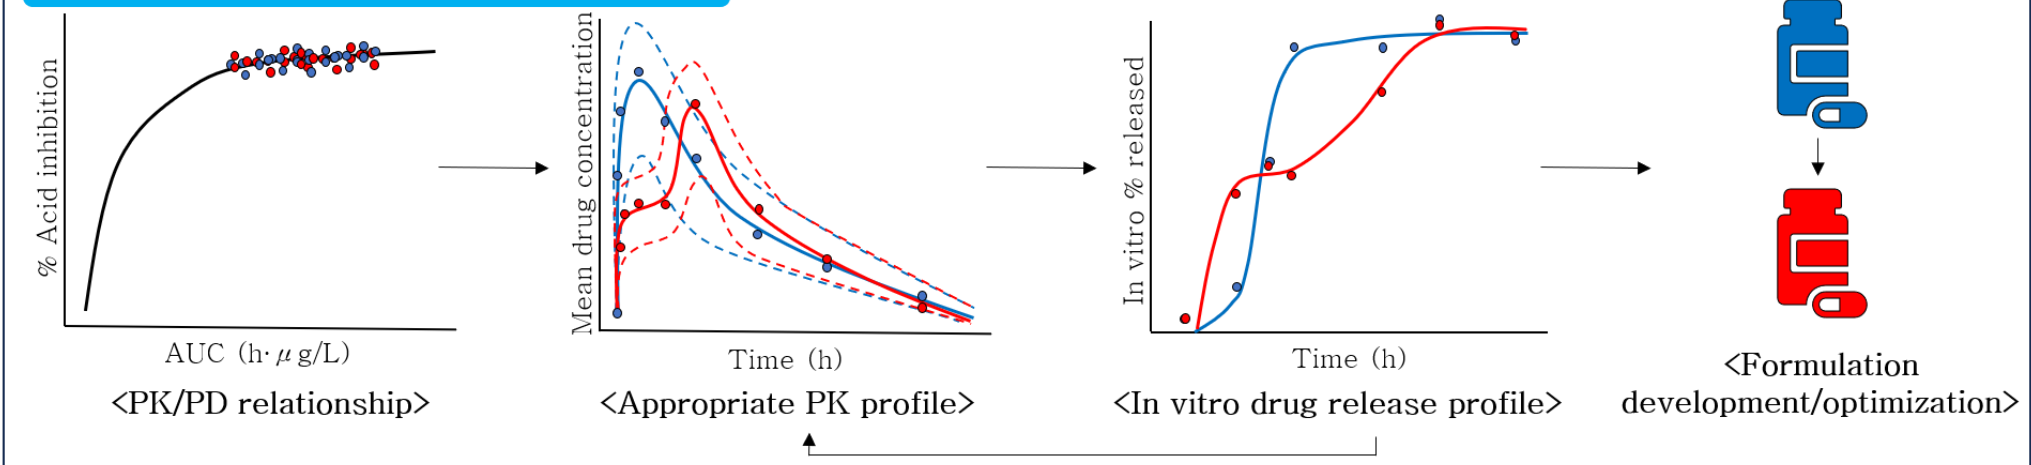 % Acid inhibition
AUC (h·μg/L)
<PK/PD relationship>
Mean drug concentration
Time (h)
<Appropriate PK profile>
In vitro % released
Time (h)
<In vitro drug release profile>
<Formulation
development/optimization>